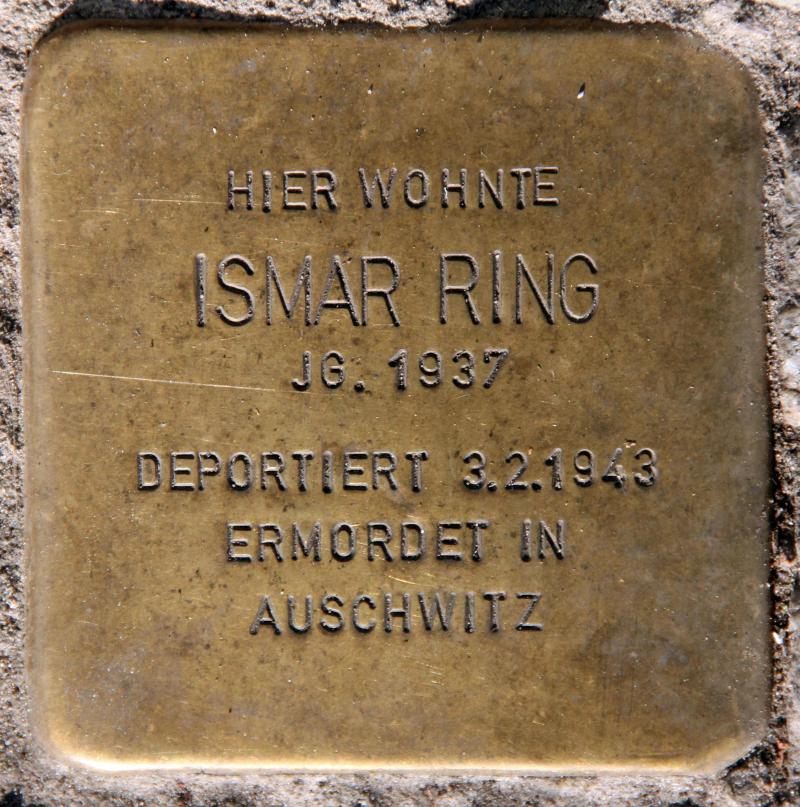 HIER WOHNTE
ISMAR RING
JG. 1937
DEPORTIERT 3.2.1943
ERMORDET IN
AUSCHWITZ